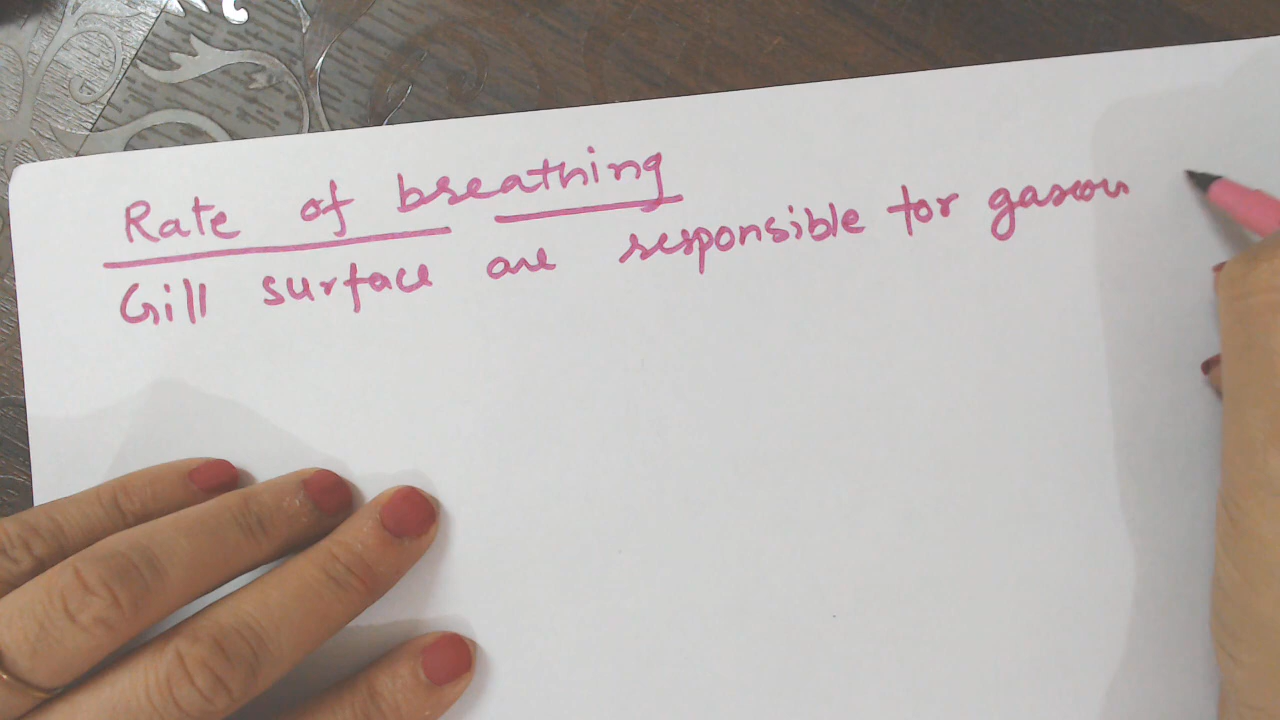 Rate of breathing
Gill surface are responsible for gaseou